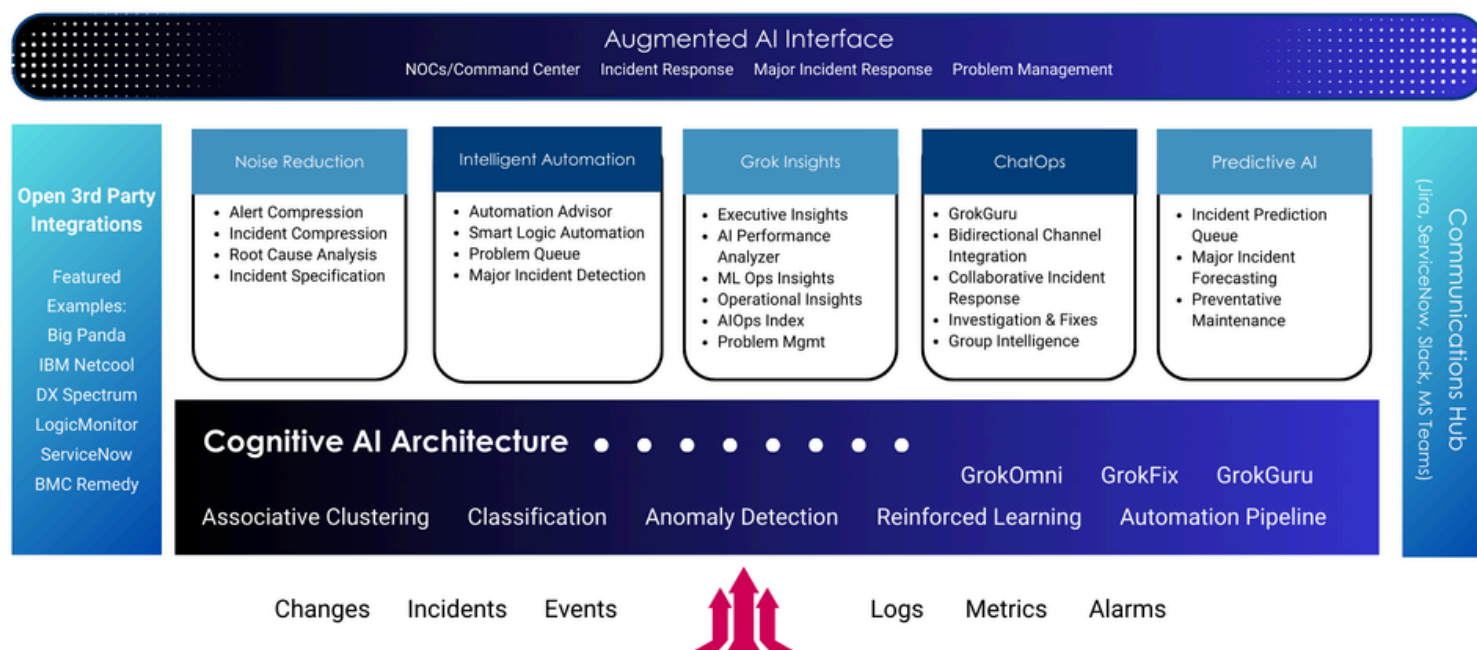 Augmented AI Interface
NOCs/Command Center Incident Response Major Incident Response Problem Management
Open 3rd Party
Integrations
Featured
Examples:
Big Panda
IBM Netcool
DX Spectrum
LogicMonitor
ServiceNow
BMC Remedy
Noise Reduction
• Alert Compression
• Incident Compression
• Root Cause Analysis
• Incident Specification
Intelligent Automation
• Automation Advisor
• Smart Logic Automation
• Problem Queue
• Major Incident Detection
Grok Insights
• Executive Insights
• AI Performance
Analyzer
• ML Ops Insights
• Operational Insights
• AIOps Index
• Problem Mgmt
ChatOps
• GrokGuru
• Bidirectional Channel
Integration
• Collaborative Incident
Response
• Investigation & Fixes
• Group Intelligence
Predictive AI
• Incident Prediction
Queue
• Major Incident
Forecasting
• Preventative
Maintenance
Communications Hub
(Jira, ServiceNow, Slack, MS Teams)
Cognitive AI Architecture
GrokOmni GrokFix GrokGuru
Associative Clustering Classification Anomaly Detection Reinforced Learning Automation Pipeline
Changes Incidents Events Logs Metrics Alarms